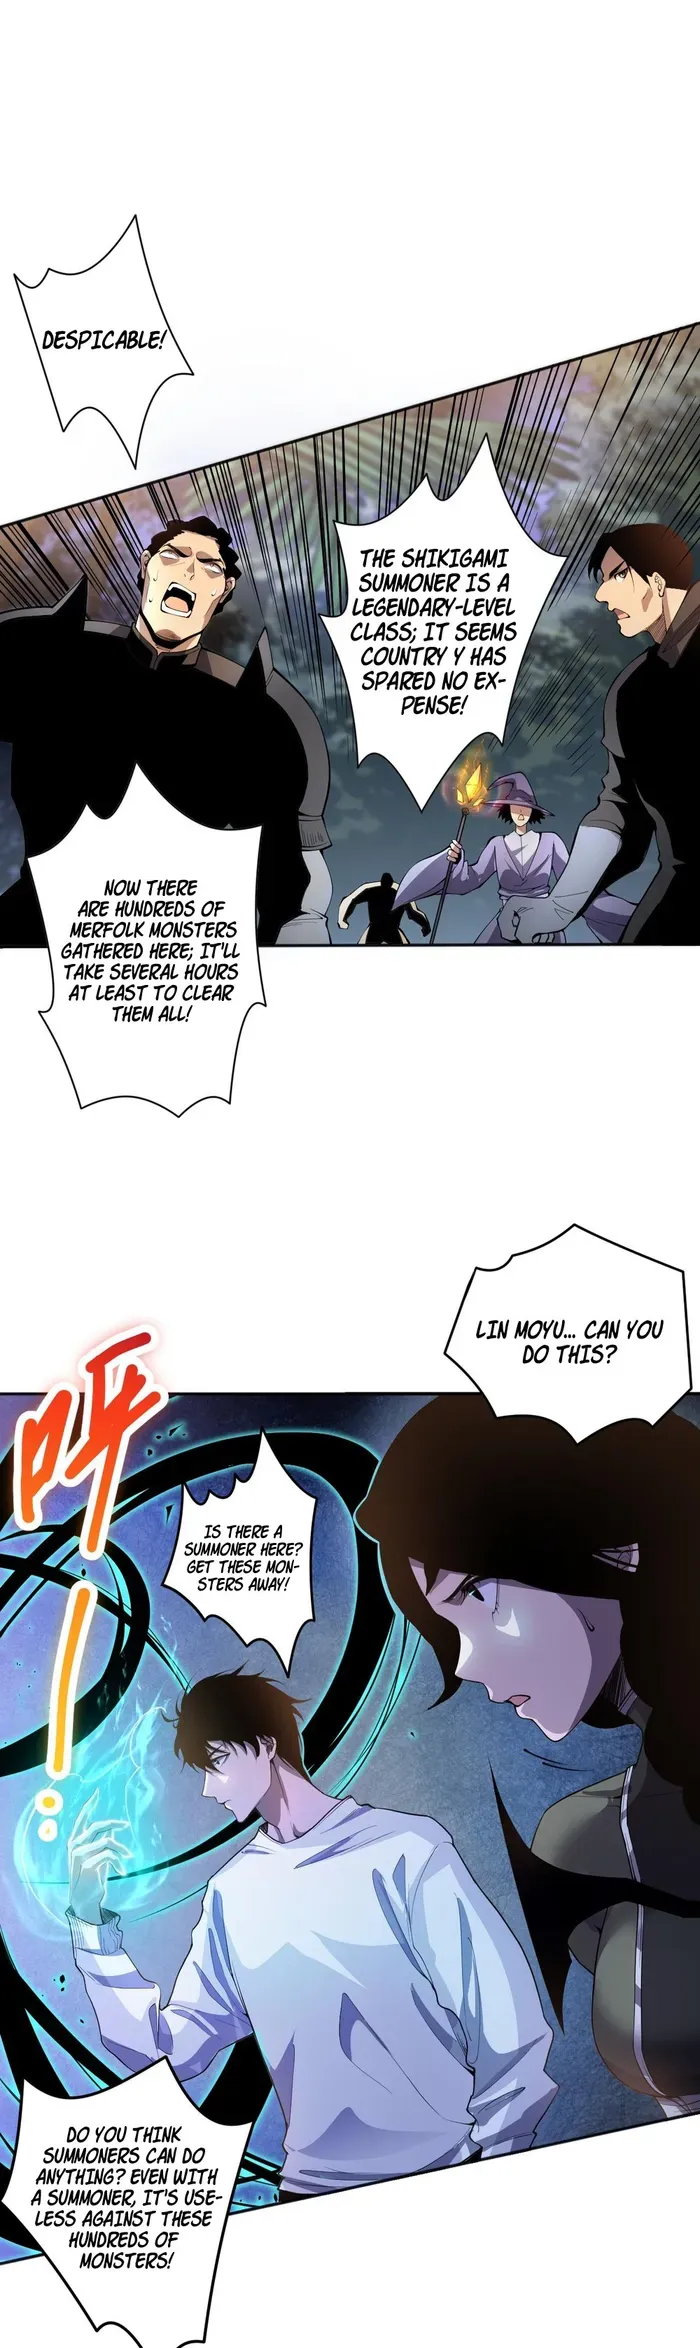 DESPICABLE!
THE SHIKIGAMI
SUMMONER IS A
LEGENDARY-LEVEL
CLASS; IT SEEMS
COUNTRY Y HAS
SPARED NO EX-
PENSE!
NOW THERE
ARE HUNDREDS OF
MERFOLK MONSTERS
GATHERED HERE; IT'LL
TAKE SEVERAL HOURS
AT LEAST TO CLEAR
THEM ALL!
LIN MOYU... CAN YOU
DO THIS?
呼
IS THERE A
SUMMONER HERE?
GET THESE MON-
STERS AWAY!
DO YOU THINK
SUMMONERS CAN DO
ANYTHING? EVEN WITH
A SUMMONER, IT'S USE-
LESS AGAINST THESE
HUNDREDS OF
MONSTERS!